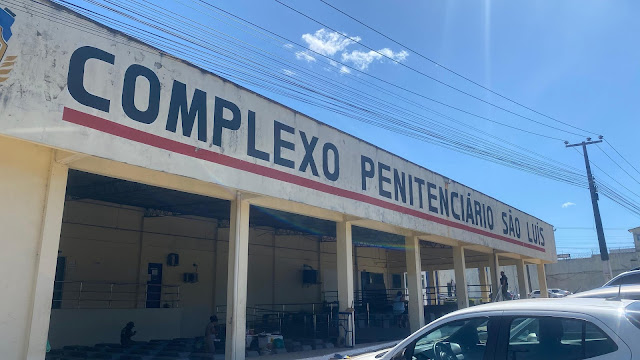 COMPLEXO PENITENCIÁRIO SÃO LUÍS